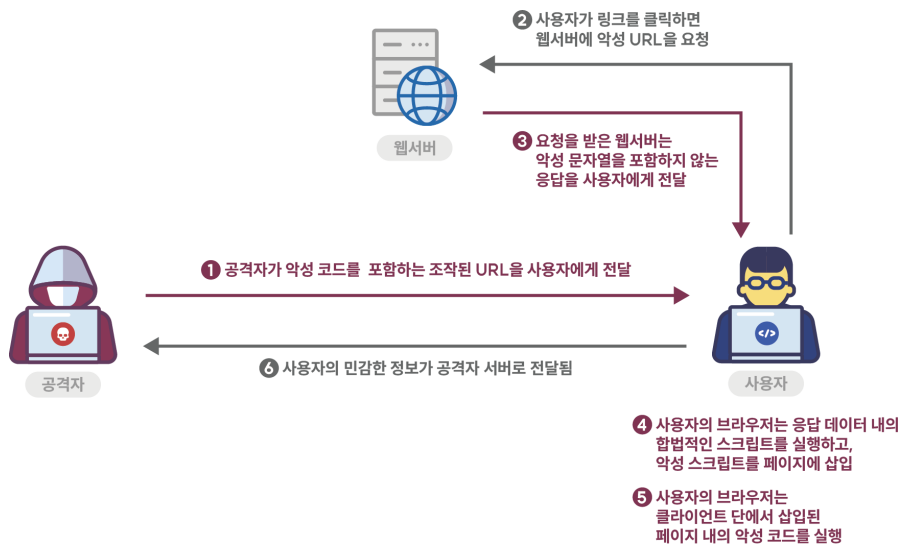 ❷ 사용자가 링크를 클릭하면
웹서버에 악성 URL을 요청
웹서버
❸ 요청을 받은 웹서버는
악성 문자열을 포함하지 않는
응답을 사용자에게 전달
❶ 공격자가 악성 코드를 포함하는 조작된 URL을 사용자에게 전달
</>
❻ 사용자의 민감한 정보가 공격자 서버로 전달됨
공격자
사용자
❹ 사용자의 브라우저는 응답 데이터 내의
합법적인 스크립트를 실행하고,
악성 스크립트를 페이지에 삽입
❺ 사용자의 브라우저는
클라이언트 단에서 삽입된
페이지 내의 악성 코드를 실행